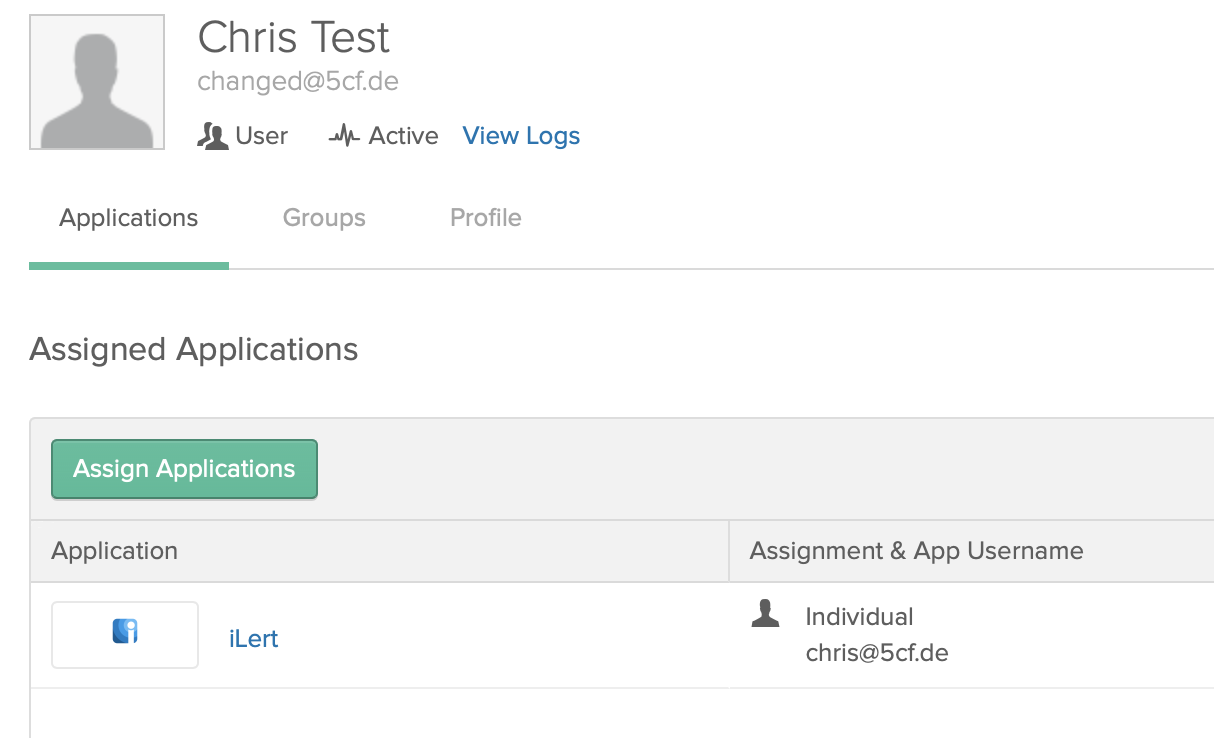 Chris Test
changed@5cf.de
User Active View Logs
Applications Groups Profile
Assigned Applications
Assign Applications
Application Assignment & App Username
iLert
Individual
chris@5cf.de